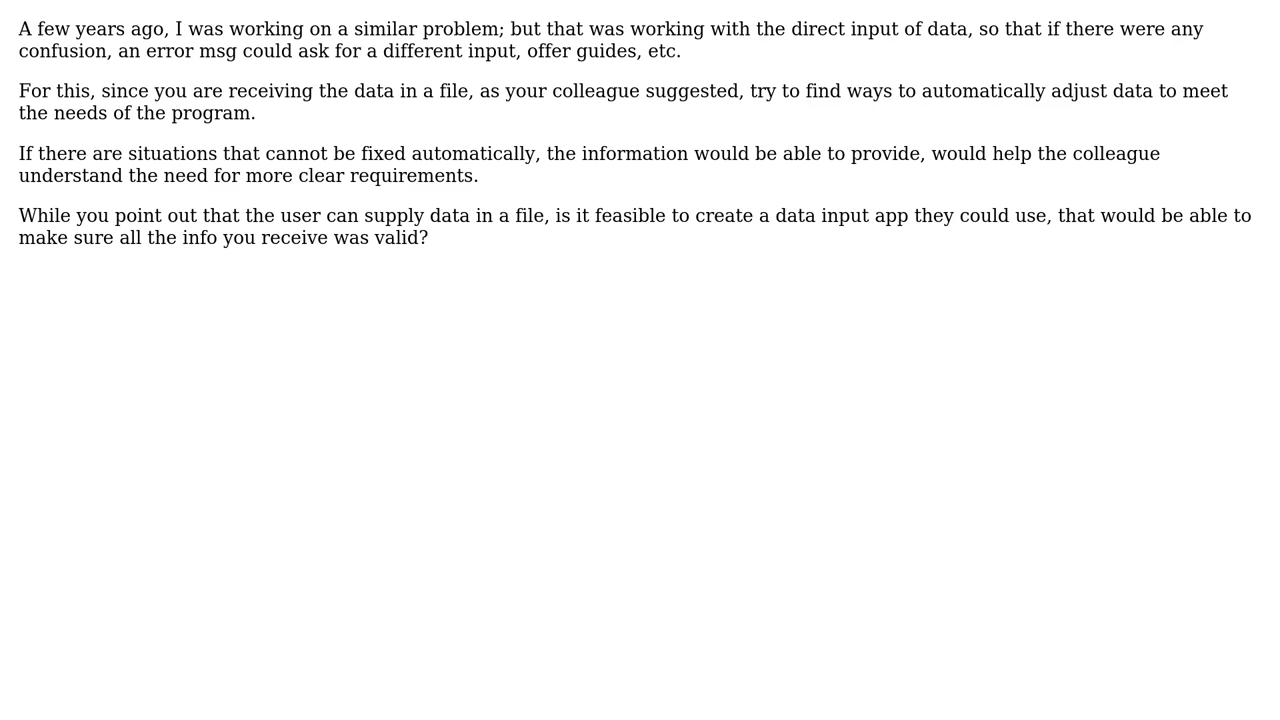 A few years ago, I was working on a similar problem; but that was working with the direct input of data, so that if there were any
confusion, an error msg could ask for a different input, offer guides, etc.
For this, since you are receiving the data in a file, as your colleague suggested, try to find ways to automatically adjust data to meet
the needs of the program.
If there are situations that cannot be fixed automatically, the information would be able to provide, would help the colleague
understand the need for more clear requirements.
While you point out that the user can supply data in a file, is it feasible to create a data input app they could use, that would be able to
make sure all the info you receive was valid?